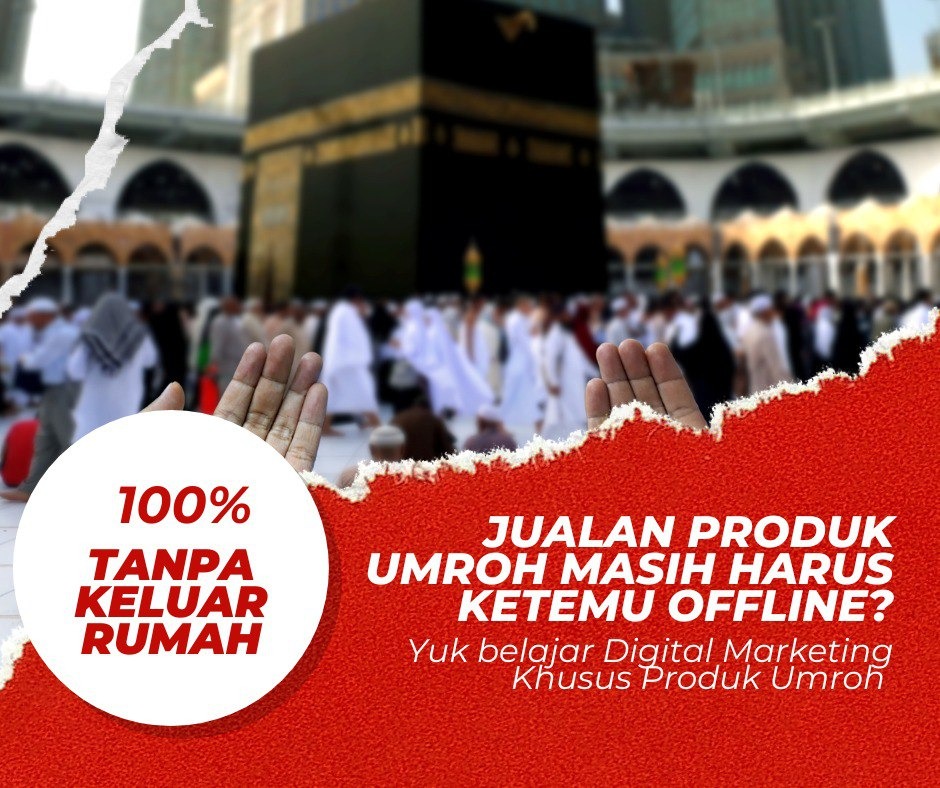 100%
TANPA
KELUAR
RUMAH
JUALAN PRODUK
UMROH MASIH HARUS
KETEMU OFFLINE?
Yuk belajar Digital Marketing
Khusus Produk Umroh